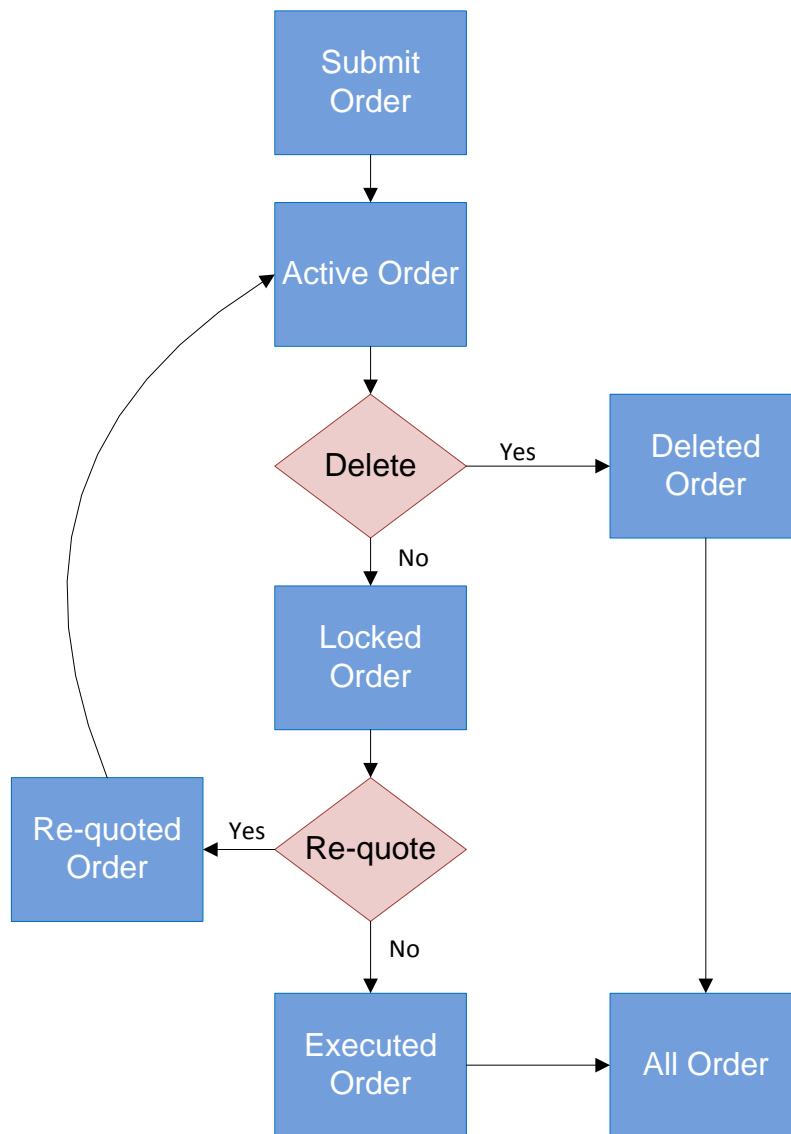 Submit
Order
Active Order
Delete
Yes
Deleted
Order
No
Locked
Order
Re-quoted
Order
Yes
Re-quote
No
Executed
Order
All Order